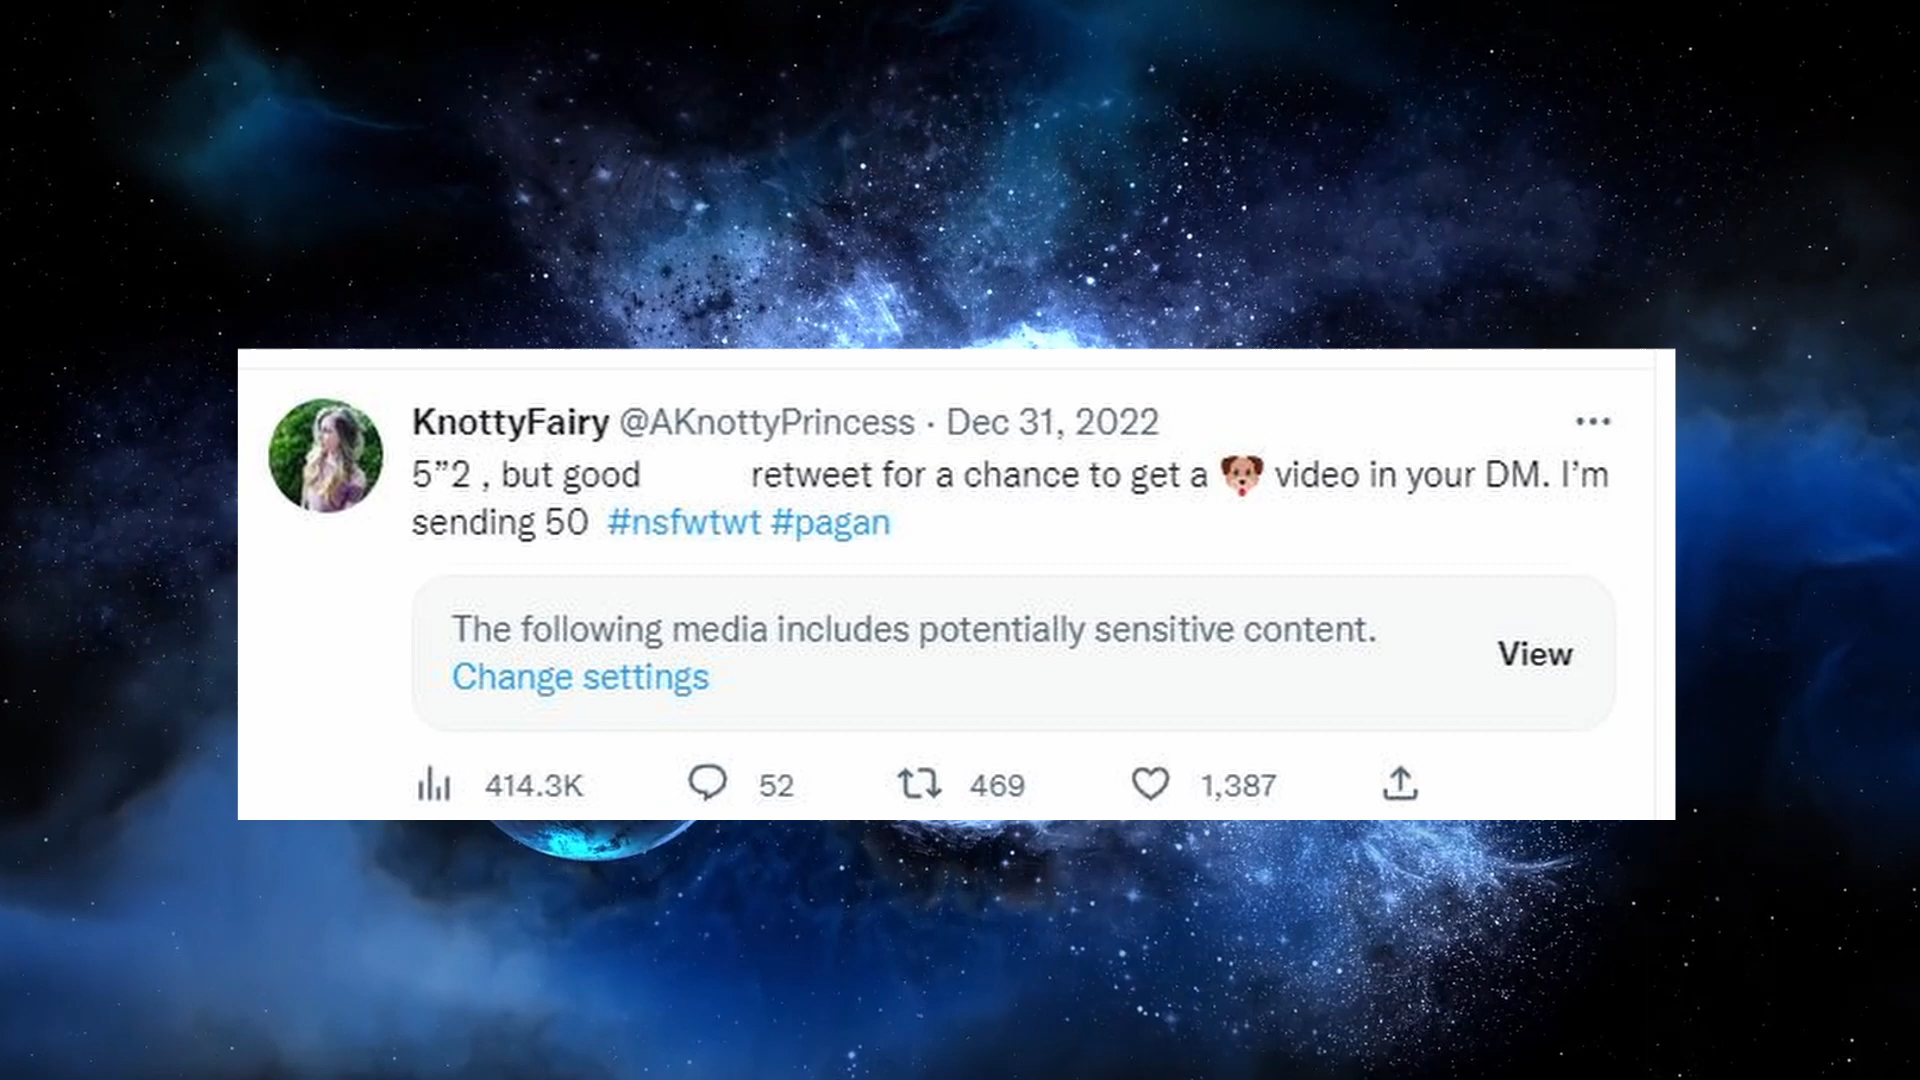 KnottyFairy @AKnottyPrincess · Dec 31, 2022
5”2 , but good retweet for a chance to get a 🐶 video in your DM. I’m
sending 50 #nsfwtwt #pagan
The following media includes potentially sensitive content.
Change settings
View
414.3K 52 469 1,387